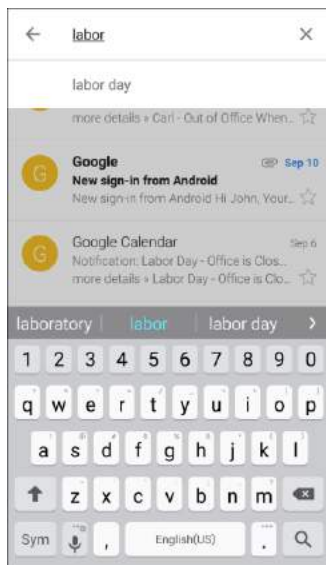 labor
labor day
more details » Carl - Out of Office When...
G
Google
Sep 10
New sign-in from Android
New sign-in from Android Hi John, Your...
G
Google Calendar
Sep 6
Notification: Labor Day - Office is Clos...
more details » Labor Day - Office is Clo...
laboratory labor labor day
1 2 3 4 5 6 7 8 9 0
q w e r t y u i o p
a s d f g h j k l
z x c v b n m
Sym , English(US) .